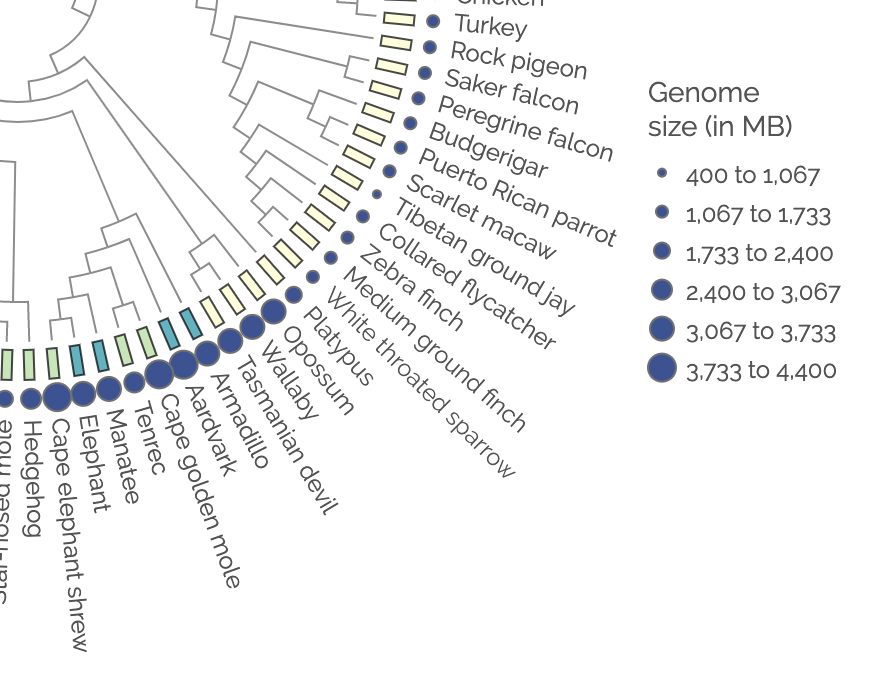 Chicken
Turkey
Rock pigeon
Saker falcon
Peregrine falcon
Budgerigar
Puerto Rican parrot
Scarlet macaw
Tibetan ground jay
Collared flycatcher
Zebra finch
Medium ground finch
White throated sparrow
Platypus
Opossum
Wallaby
Tasmanian devil
Armadillo
Aardvark
Cape golden mole
Tenrec
Manatee
Elephant
Cape elephant shrew
Hedgehog
Star-nosed mole
Genome
size (in MB)
400 to 1,067
1,067 to 1,733
1,733 to 2,400
2,400 to 3,067
3,067 to 3,733
3,733 to 4,400